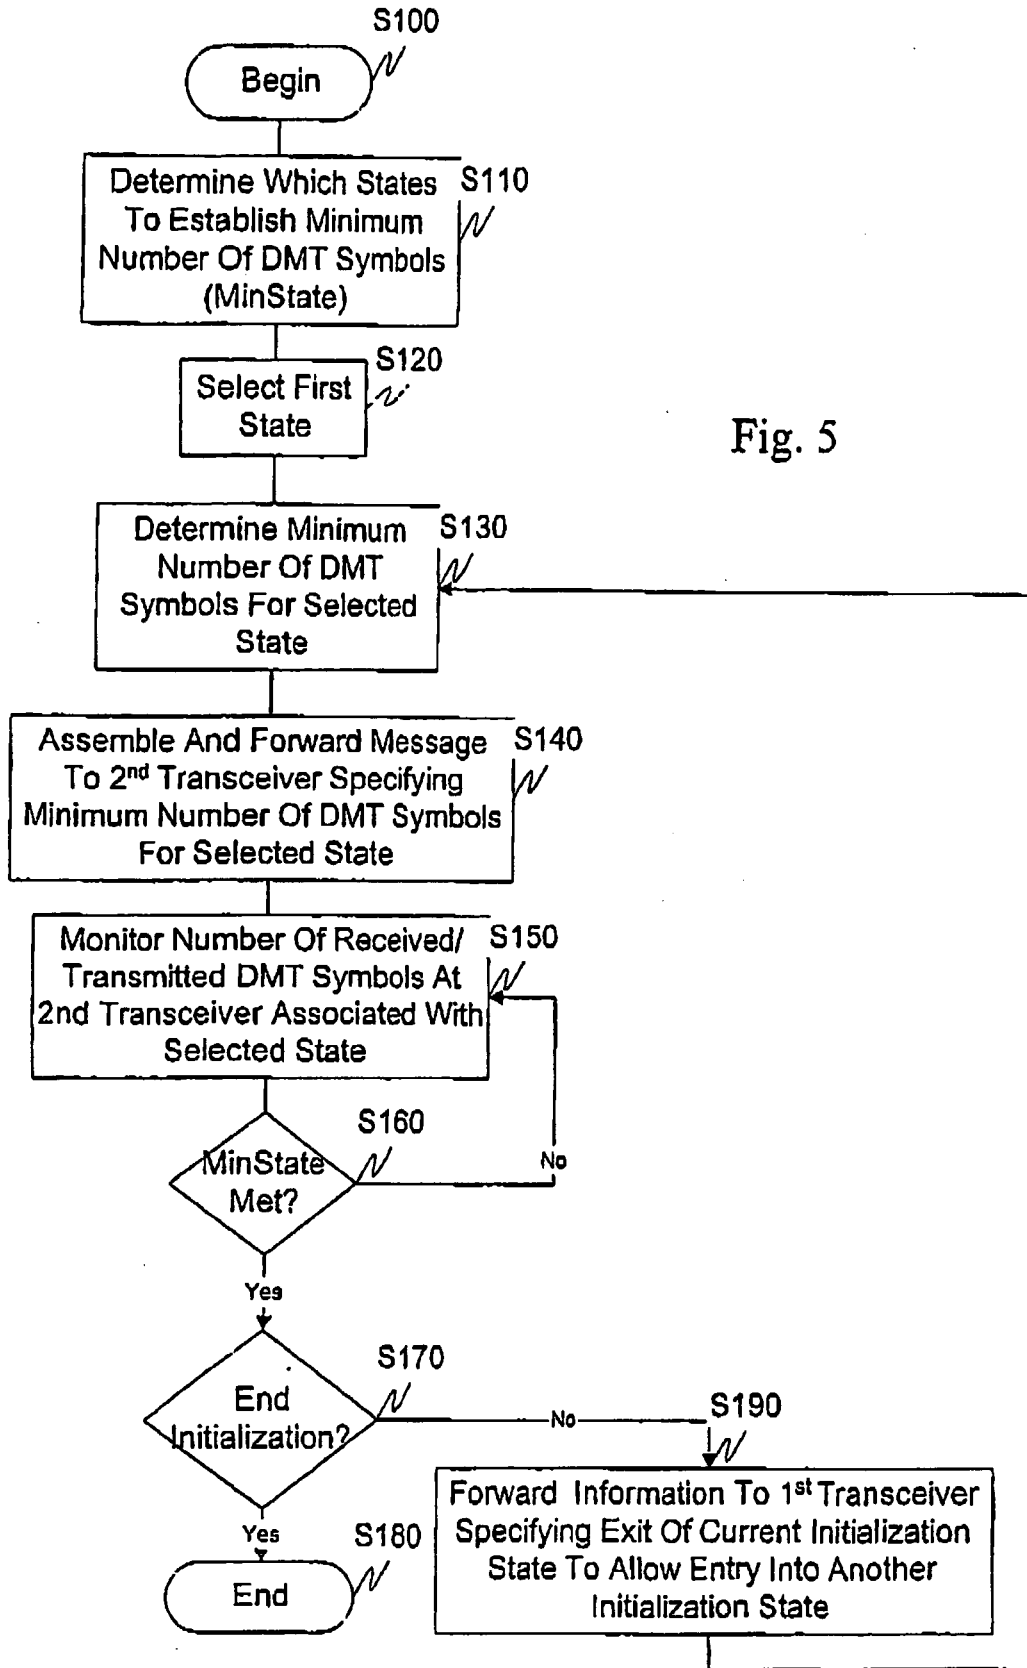 S100
Begin
Determine Which States
To Establish Minimum
Number Of DMT Symbols
(MinState)
S110
S120
Select First
State
Fig. 5
Determine Minimum
Number Of DMT
Symbols For Selected
State
S130
Assemble And Forward Message
To 2nd Transceiver Specifying
Minimum Number Of DMT Symbols
For Selected State
S140
Monitor Number Of Received/
Transmitted DMT Symbols At
2nd Transceiver Associated With
Selected State
S150
S160
MinState
Met?
No
Yes
S170
End
Initialization?
No
S190
Forward Information To 1st Transceiver
Specifying Exit Of Current Initialization
State To Allow Entry Into Another
Initialization State
Yes
S180
End